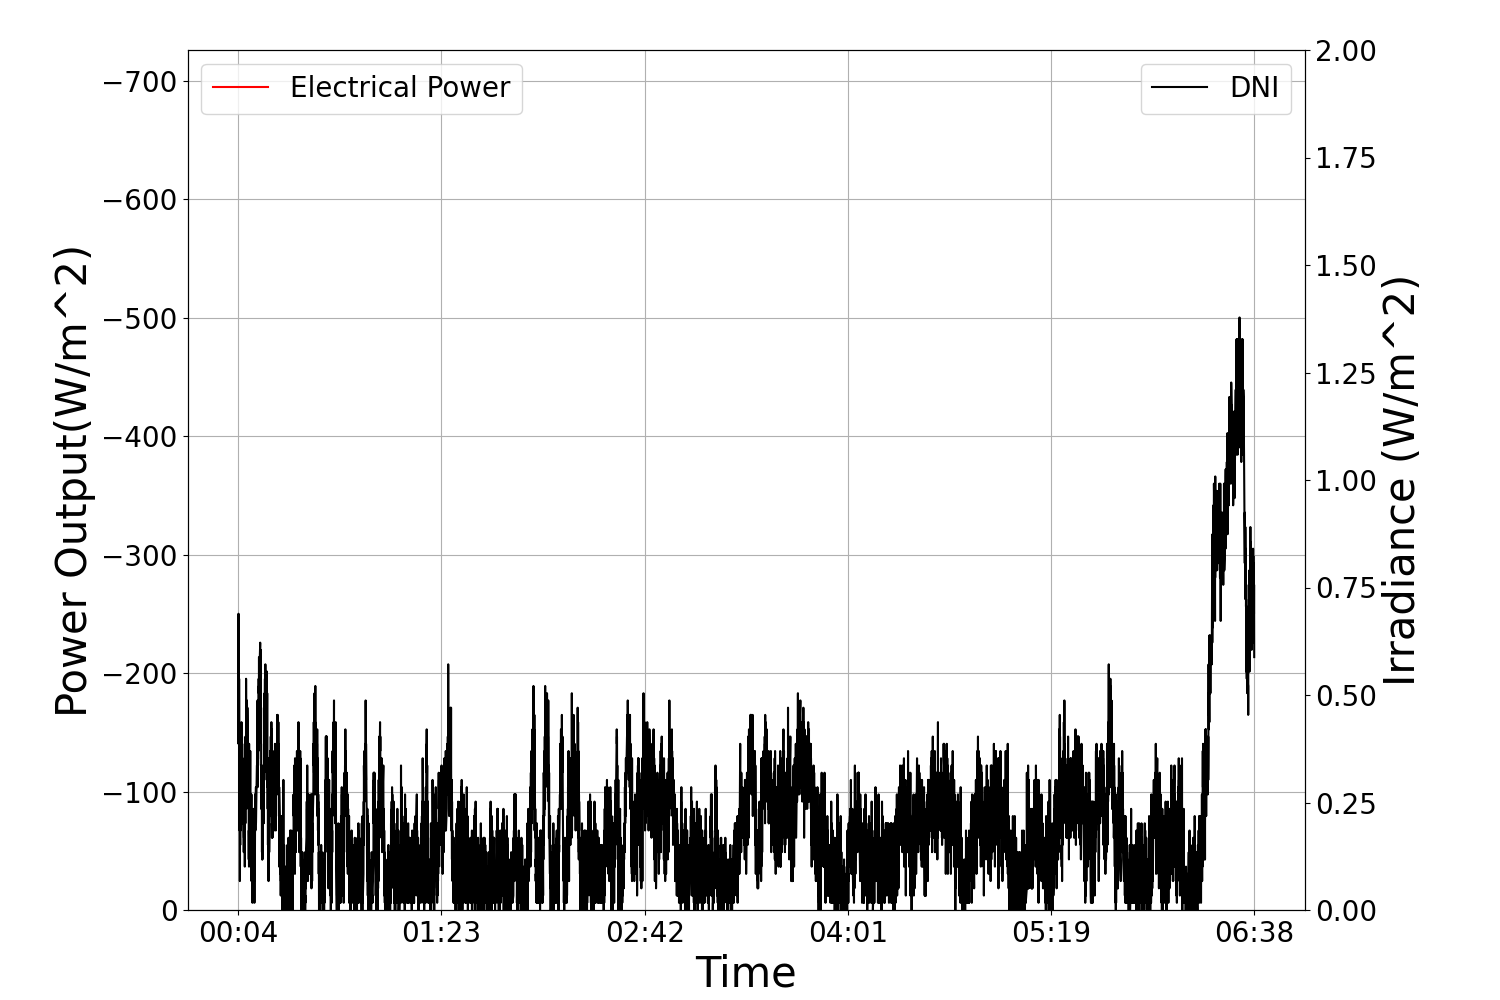 Electrical Power
DNI
Power Output(W/m^2)
−700
−600
−500
−400
−300
−200
−100
0
2.00
1.75
1.50
1.25
1.00
0.75
0.50
0.25
0.00
Irradiance (W/m^2)
00:04 01:23 02:42 04:01 05:19 06:38
Time